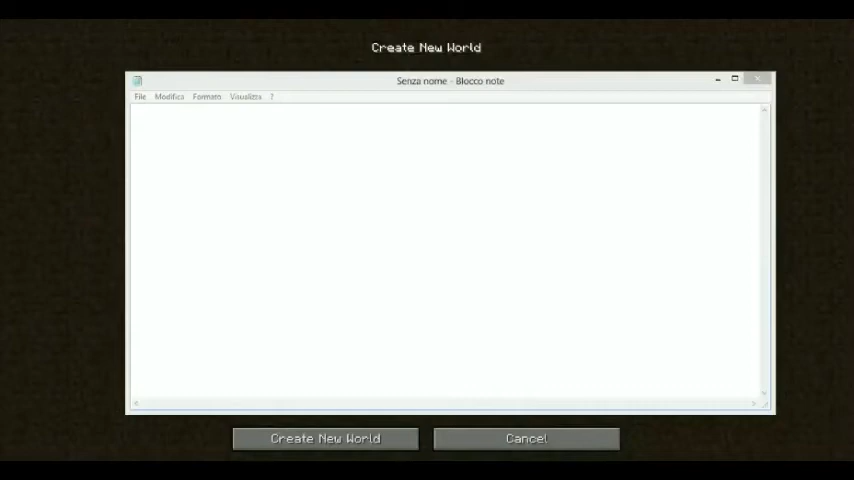 Create New World
Senza nome - Blocco note
File Modifica Formato Visualizza ?
Create New World Cancel